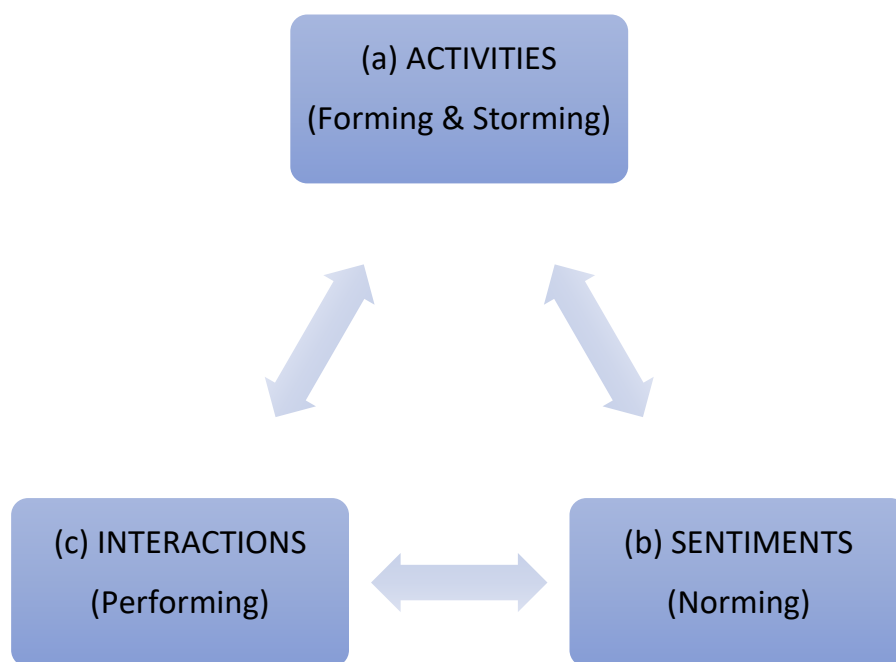 (a) ACTIVITIES
(Forming & Storming)
(c) INTERACTIONS
(Performing)
(b) SENTIMENTS
(Norming)